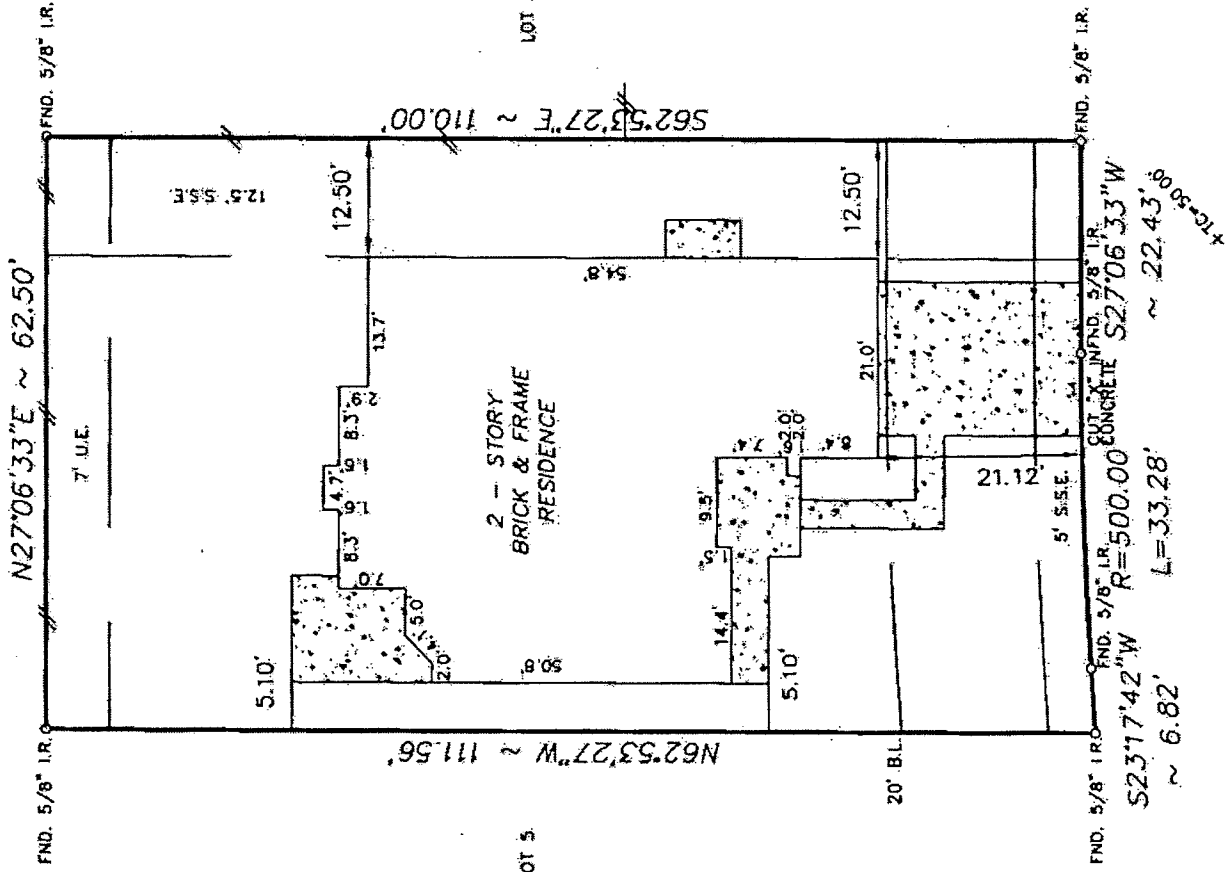 N27°06'33"E ~ 62.50'
FND. 5/8" I.R.
FND. 5/8" I.R.
7' U.E.
12.5' S.S.E.
S62°53'27"E ~ 110.00'
LOT
12.50'
13.7'
2.9
8.3'
1.6
4.7'
1.6
8.3'
7.0
5.0'
2.0'
5.10'
54.8'
2 - STORY
BRICK & FRAME
RESIDENCE
50.8'
N62°53'27"W ~ 111.56'
OT 5
12.50'
21.0'
7.4
2.0'
2.0'
8.4
9.5'
14.4'
5.10'
21.12'
20' B.L.
5' S.S.E.
FND. 5/8" I.R.
FND. 5/8" I.R.
CUT "X" IN
CONCRETE
FND. 5/8" I.R.
FND. 5/8" I.R.
S23°17'42"W
~ 6.82'
R=500.00'
L=33.28'
S27°06'33"W
~ 22.43'
TC=50.00'